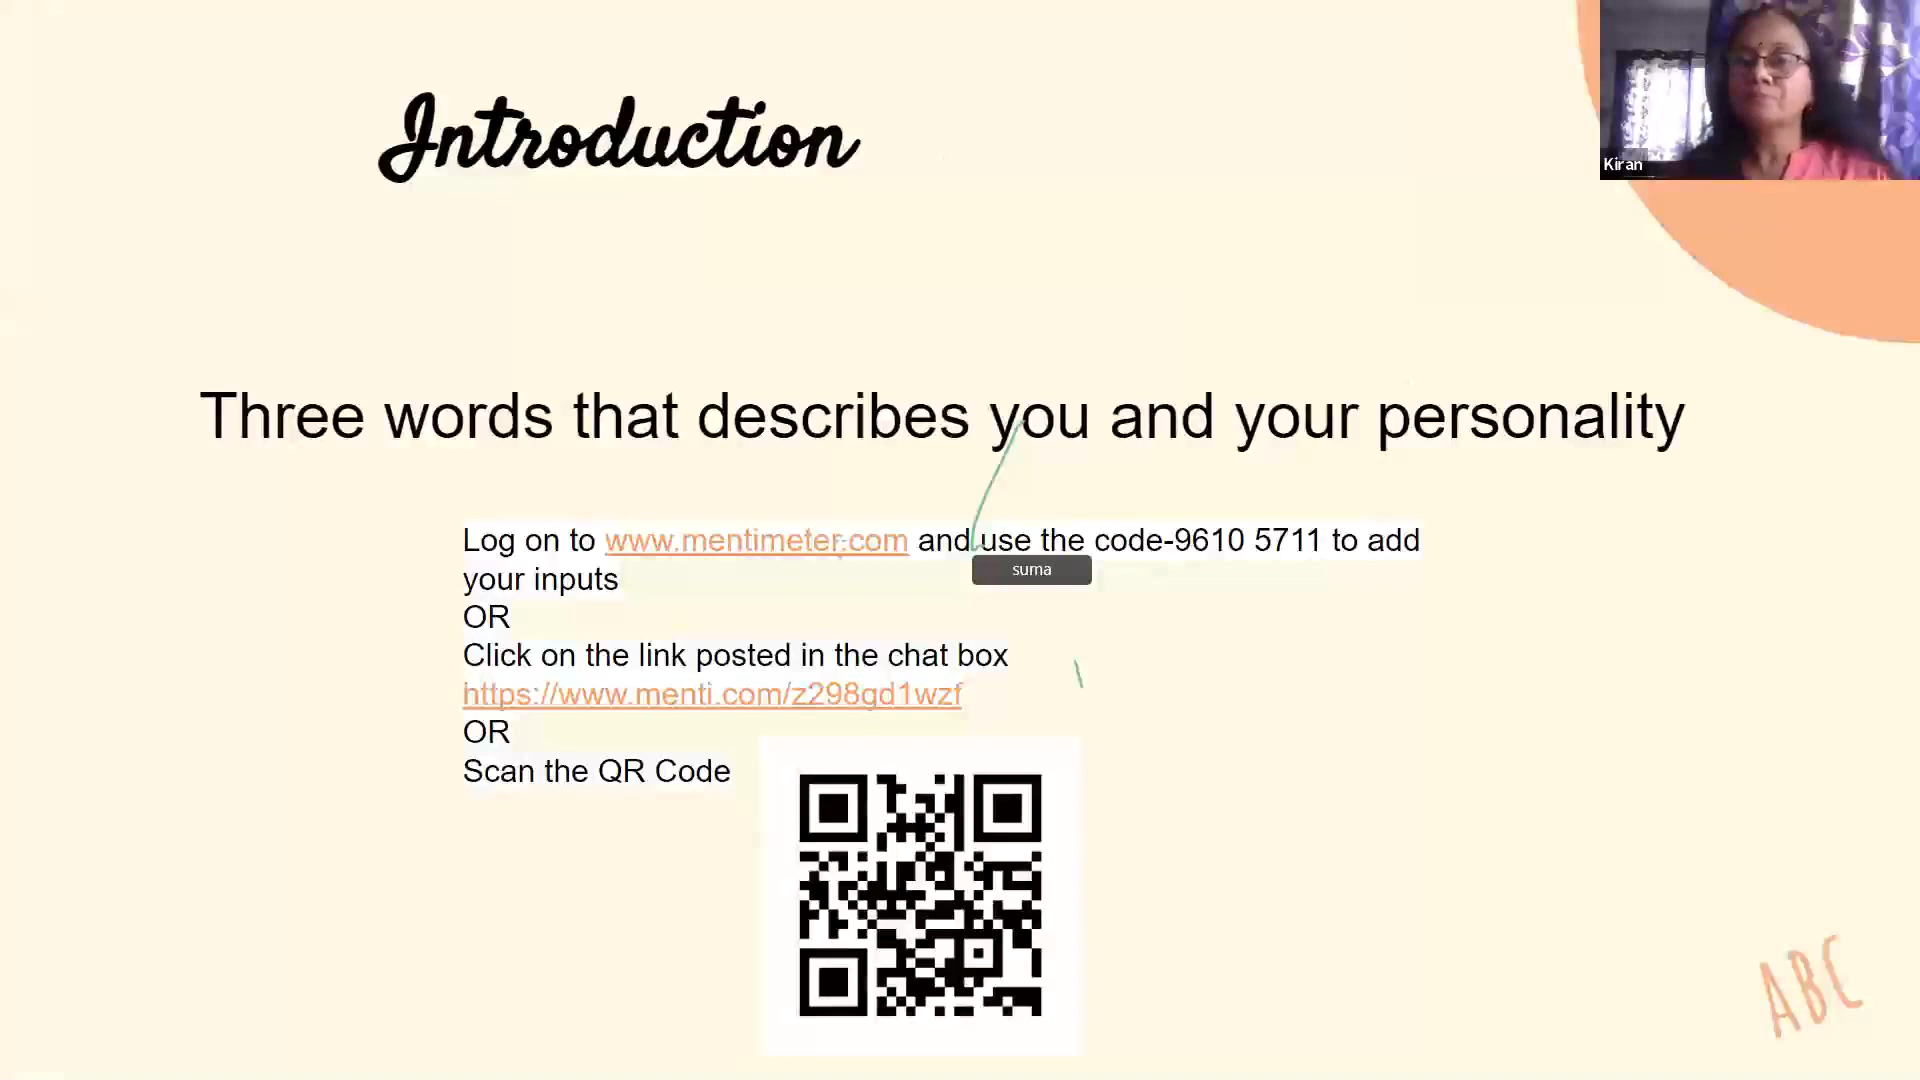 Introduction
Kiran
Three words that describes you and your personality
Log on to www.mentimeter.com and use the code-9610 5711 to add
your inputs
suma
OR
Click on the link posted in the chat box
https://www.menti.com/z298gd1wzf
OR
Scan the QR Code
ABC